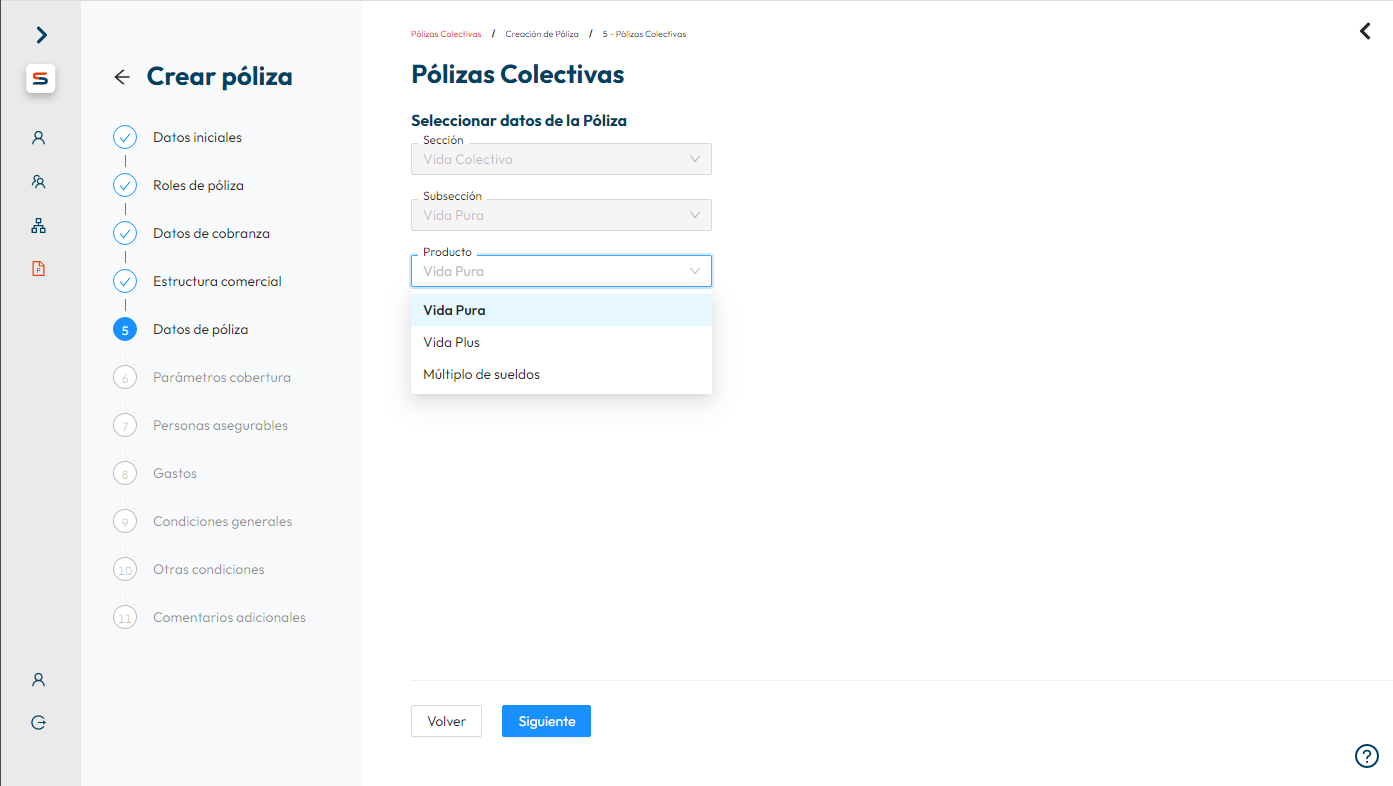 Crear póliza
Datos iniciales
Roles de póliza
Datos de cobranza
Estructura comercial
5 Datos de póliza
6 Parámetros cobertura
7 Personas asegurables
8 Gastos
9 Condiciones generales
10 Otras condiciones
11 Comentarios adicionales
Pólizas Colectivas / Creación de Póliza / 5 - Pólizas Colectivas
Pólizas Colectivas
Seleccionar datos de la Póliza
Sección
Vida Colectivo
Subsección
Vida Pura
Producto
Vida Pura
Vida Pura
Vida Plus
Múltiplo de sueldos
Volver
Siguiente